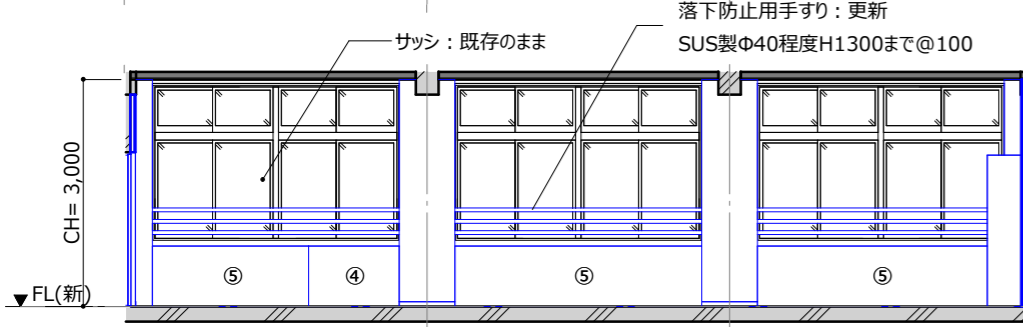 落下防止用手すり：更新
サッシ：既存のまま
SUS製Φ40程度H1300まで@100
CH= 3,000
⑤
④
⑤
⑤
FL(新)